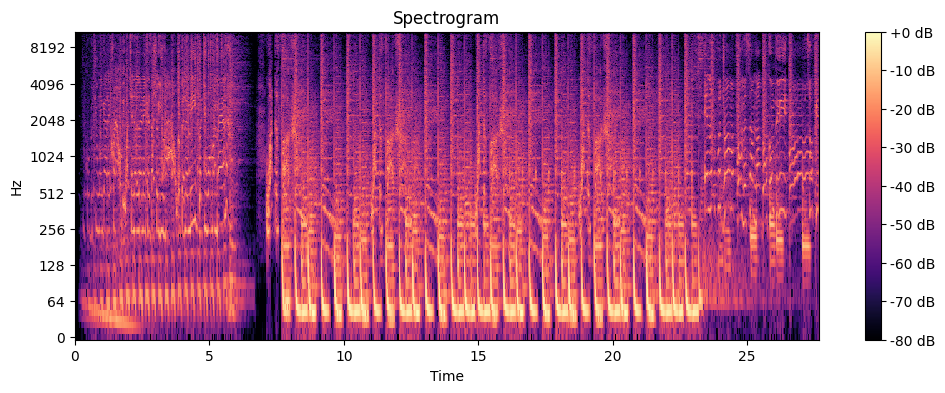 Spectrogram
Hz
8192
4096
2048
1024
512
256
128
64
0
0 5 10 15 20 25
Time
+0 dB
-10 dB
-20 dB
-30 dB
-40 dB
-50 dB
-60 dB
-70 dB
-80 dB